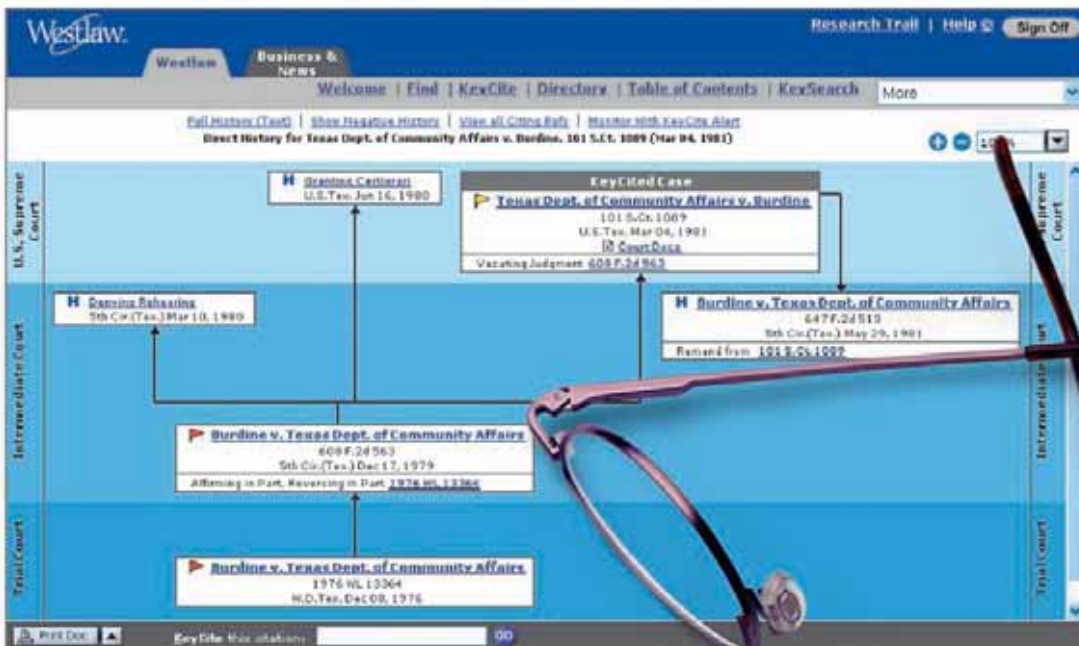 Westlaw.
Research Trail | Help | Sign Off
Westlaw
Business &
News
Welcome | Find | KeyCite | Directory | Table of Contents | KeySearch
More
Full History (Text) | Show Negative History | View all Citing Refs | Monitor With KeyCite Alert
Direct History for Texas Dept. of Community Affairs v. Burdine, 101 S.Ct. 1089 (Mar 04, 1981)
U.S. Supreme
Court
H Granting Certiorari
U.S.Tex. Jun 16, 1980
KeyCited Case
Texas Dept. of Community Affairs v. Burdine
101 S.Ct. 1089
U.S.Tex. Mar 04, 1981
Court Docs
Vacating Judgment 608 F.2d 563
Supreme
Court
H Denying Rehearing
5th Cir.(Tex.) Mar 10, 1980
H Burdine v. Texas Dept. of Community Affairs
647 F.2d 513
5th Cir.(Tex.) May 29, 1981
Remand from 101 S.Ct. 1089
Intermediate Court
Burdine v. Texas Dept. of Community Affairs
608 F.2d 563
5th Cir.(Tex.) Dec 17, 1979
Affirming in Part, Reversing in Part 1976 WL 13364
Intermediate Court
Trial Court
Burdine v. Texas Dept. of Community Affairs
1976 WL 13364
W.D.Tex. Dec 08, 1976
Trial Court
Print Doc
KeyCite this citation:
GO